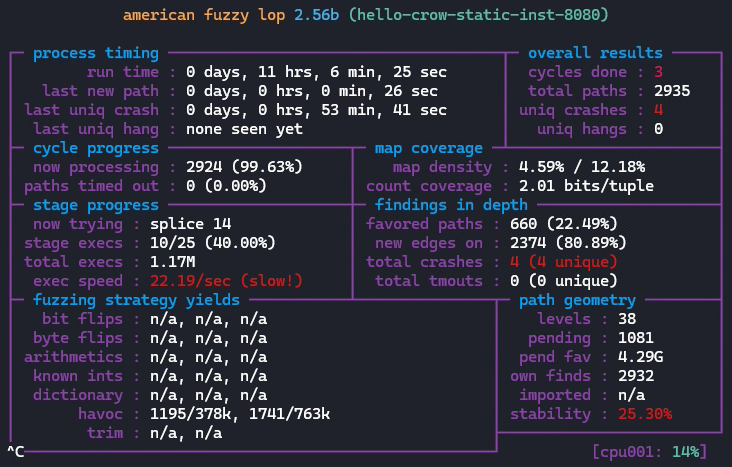 american fuzzy lop 2.56b (hello-crow-static-inst-8080)
process timing overall results
run time : 0 days, 11 hrs, 6 min, 25 sec cycles done : 3
last new path : 0 days, 0 hrs, 0 min, 26 sec total paths : 2935
last uniq crash : 0 days, 0 hrs, 53 min, 41 sec uniq crashes : 4
last uniq hang : none seen yet uniq hangs : 0
cycle progress map coverage
now processing : 2924 (99.63%) map density : 4.59% / 12.18%
paths timed out : 0 (0.00%) count coverage : 2.01 bits/tuple
stage progress findings in depth
now trying : splice 14 favored paths : 660 (22.49%)
stage execs : 10/25 (40.00%) new edges on : 2374 (80.89%)
total execs : 1.17M total crashes : 4 (4 unique)
exec speed : 22.19/sec (slow!) total tmouts : 0 (0 unique)
fuzzing strategy yields path geometry
bit flips : n/a, n/a, n/a levels : 38
byte flips : n/a, n/a, n/a pending : 1081
arithmetics : n/a, n/a, n/a pend fav : 4.29G
known ints : n/a, n/a, n/a own finds : 2932
dictionary : n/a, n/a, n/a imported : n/a
havoc : 1195/378k, 1741/763k stability : 25.30%
trim : n/a, n/a
^C [cpu001: 14%]